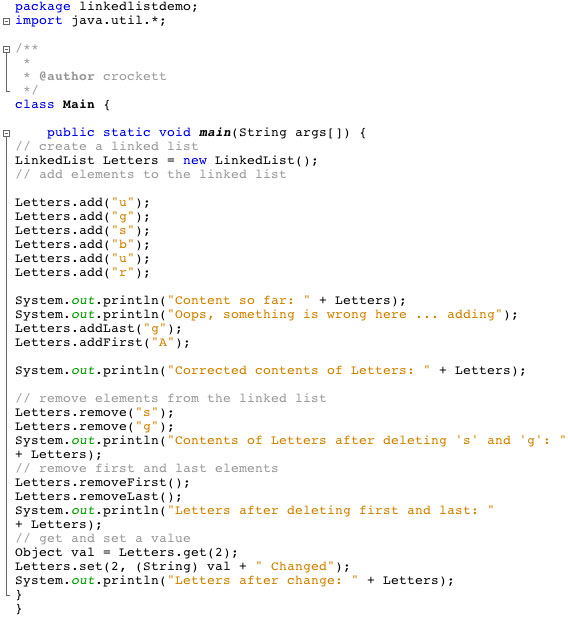 package linkedlistdemo;
import java.util.*;
/**
 *
 * @author crockett
 */
class Main {
    public static void main(String args[]) {
// create a linked list
LinkedList Letters = new LinkedList();
// add elements to the linked list
Letters.add("u");
Letters.add("g");
Letters.add("s");
Letters.add("b");
Letters.add("u");
Letters.add("r");
System.out.println("Content so far: " + Letters);
System.out.println("Oops, something is wrong here ... adding");
Letters.addLast("g");
Letters.addFirst("A");
System.out.println("Corrected contents of Letters: " + Letters);
// remove elements from the linked list
Letters.remove("s");
Letters.remove("g");
System.out.println("Contents of Letters after deleting 's' and 'g': "
+ Letters);
// remove first and last elements
Letters.removeFirst();
Letters.removeLast();
System.out.println("Letters after deleting first and last: "
+ Letters);
// get and set a value
Object val = Letters.get(2);
Letters.set(2, (String) val + " Changed");
System.out.println("Letters after change: " + Letters);
}
}